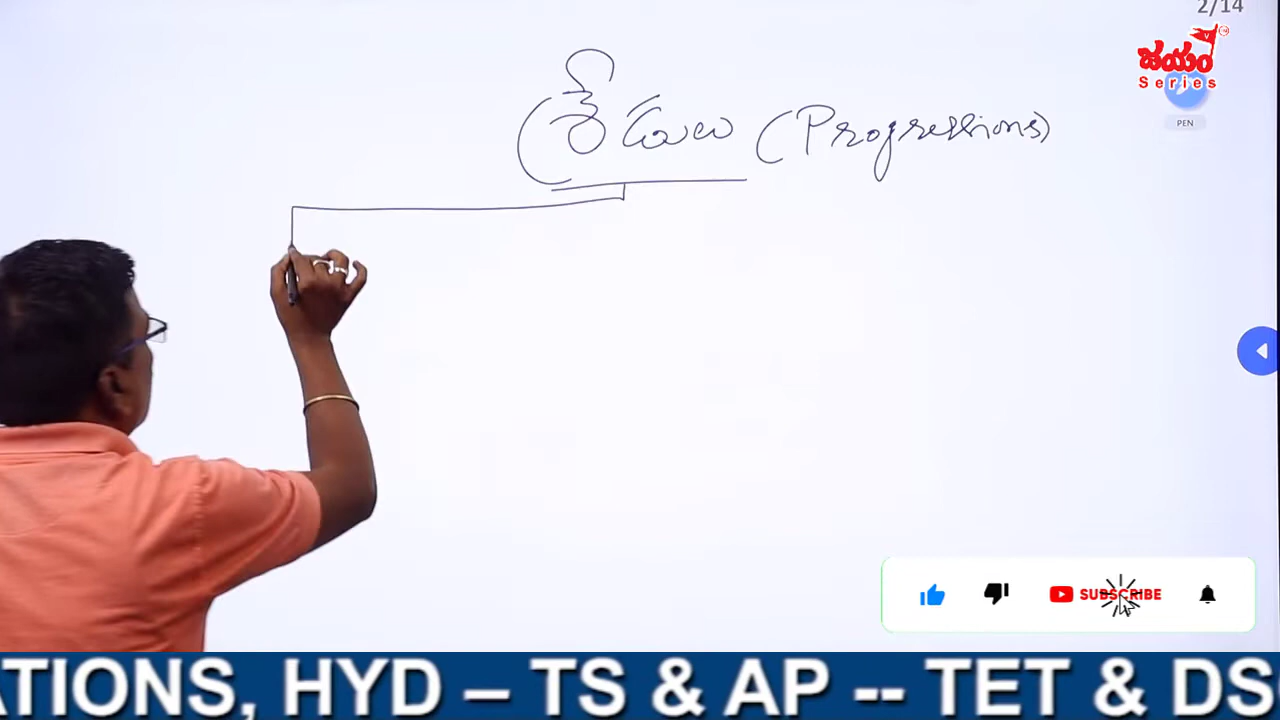 2/14
జయం
Series
PEN
శ్రేఢులు (Progressions)
SUBSCRIBE
ATIONS, HYD – TS & AP -- TET & DS